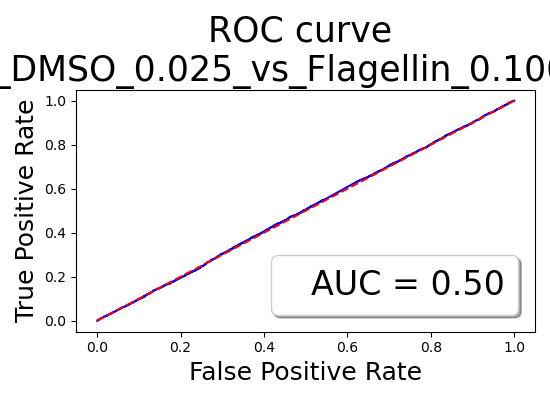 ROC curve
_DMSO_0.025_vs_Flagellin_0.100
True Positive Rate
1.0
0.8
0.6
0.4
0.2
0.0
AUC = 0.50
0.0 0.2 0.4 0.6 0.8 1.0
False Positive Rate